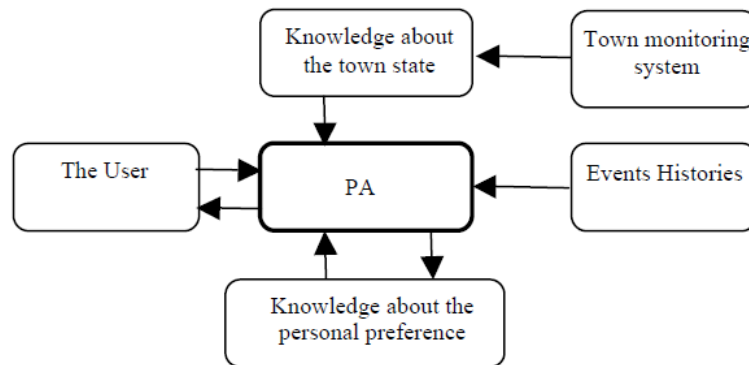 Knowledge about
the town state
Town monitoring
system
The User
PA
Events Histories
Knowledge about the
personal preference